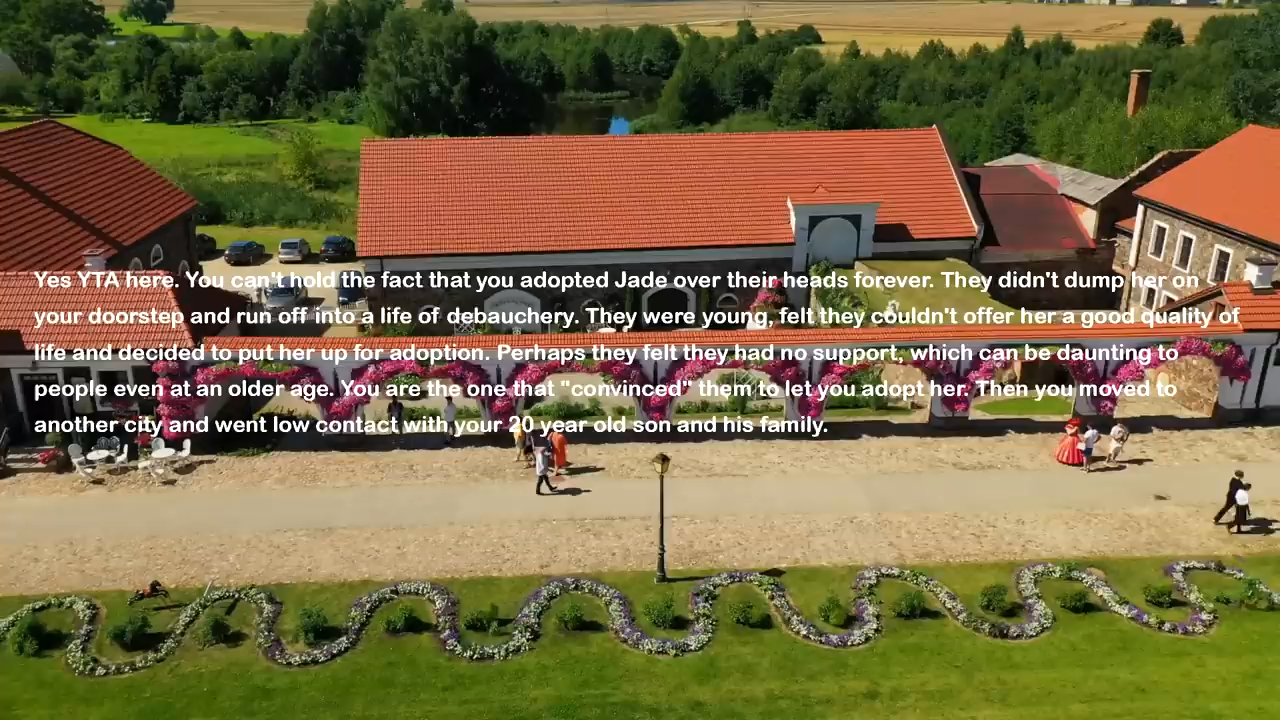 Yes YTA here. You can't hold the fact that you adopted Jade over their heads forever. They didn't dump her on
your doorstep and run off into a life of debauchery. They were young, felt they couldn't offer her a good quality of
life and decided to put her up for adoption. Perhaps they felt they had no support, which can be daunting to
people even at an older age. You are the one that "convinced" them to let you adopt her. Then you moved to
another city and went low contact with your 20 year old son and his family.